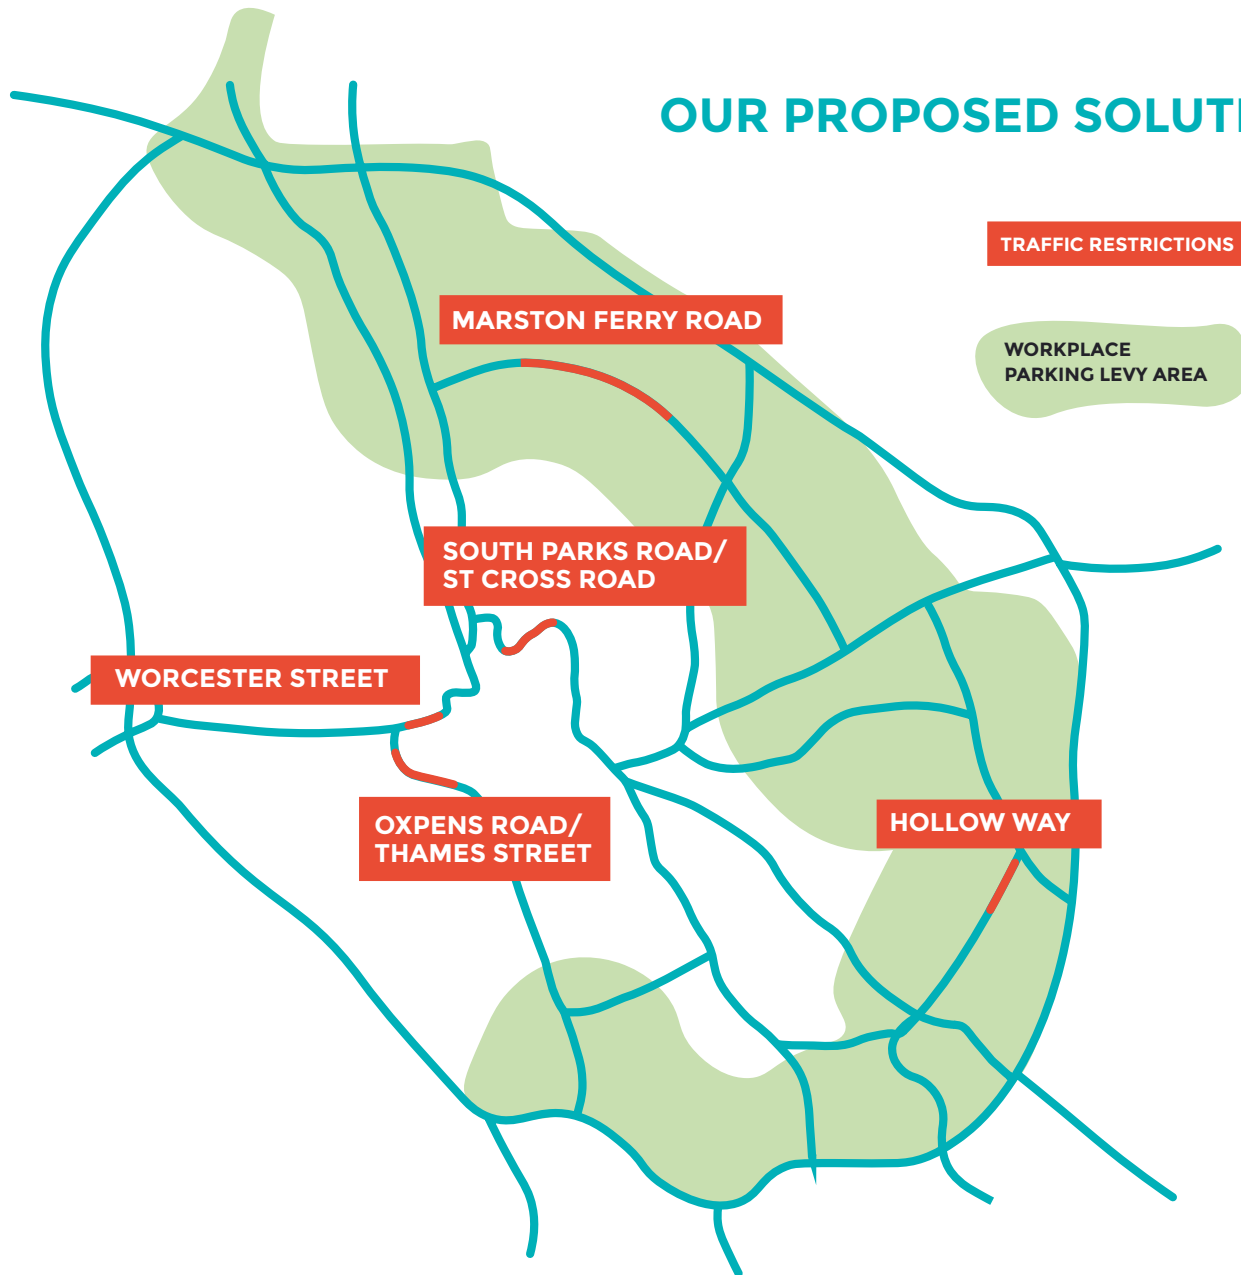 OUR PROPOSED SOLUTI
TRAFFIC RESTRICTIONS
MARSTON FERRY ROAD
WORKPLACE
PARKING LEVY AREA
SOUTH PARKS ROAD/
ST CROSS ROAD
WORCESTER STREET
OXPENS ROAD/
THAMES STREET
HOLLOW WAY